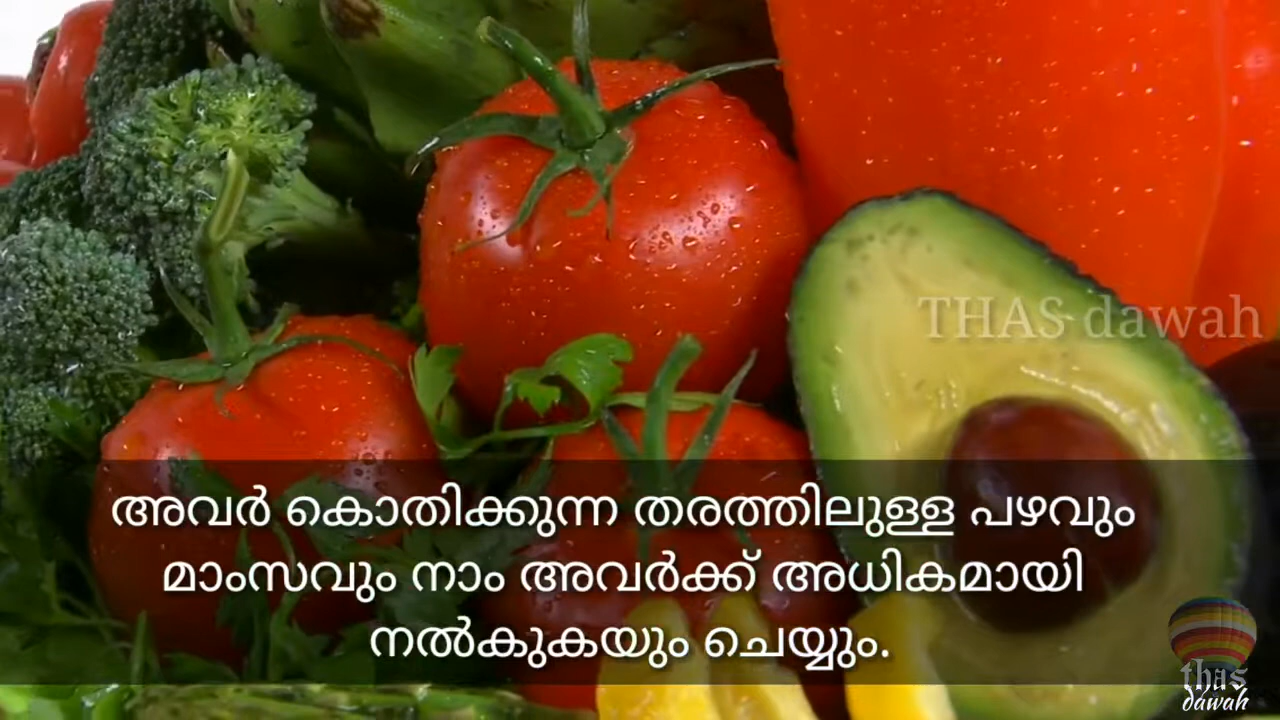 THAS dawah
അവർ കൊതിക്കുന്ന തരത്തിലുള്ള പഴവും
മാംസവും നാം അവർക്ക് അധികമായി
നൽകുകയും ചെയ്യും.
thas
dawah